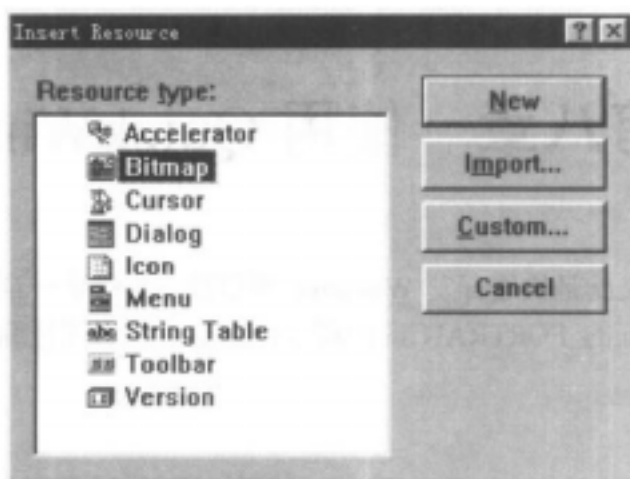 Insert Resource
Resource type:
Accelerator
Bitmap
Cursor
Dialog
Icon
Menu
String Table
Toolbar
Version
New
Import...
Custom...
Cancel